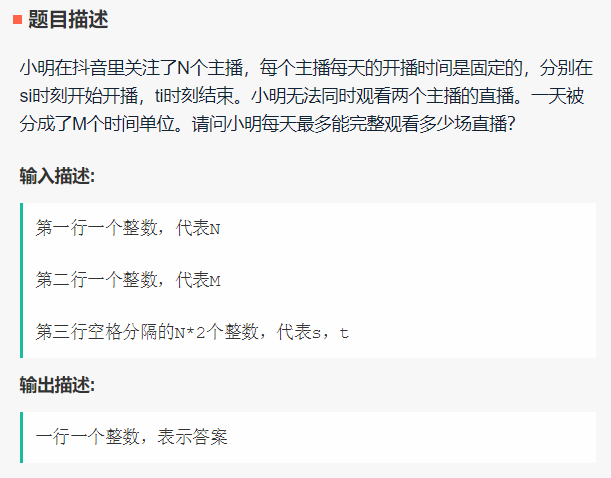 题目描述
小明在抖音里关注了N个主播，每个主播每天的开播时间是固定的，分别在
si时刻开始开播，ti时刻结束。小明无法同时观看两个主播的直播。一天被
分成了M个时间单位。请问小明每天最多能完整观看多少场直播？
输入描述:
第一行一个整数，代表N
第二行一个整数，代表M
第三行空格分隔的N*2个整数，代表s，t
输出描述:
一行一个整数，表示答案